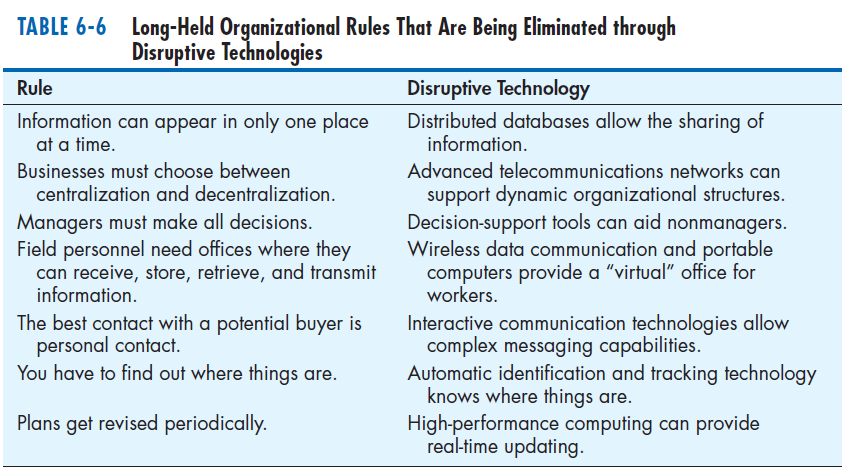 TABLE 6-6 Long-Held Organizational Rules That Are Being Eliminated through
Disruptive Technologies
Rule Disruptive Technology
Information can appear in only one place
at a time.
Distributed databases allow the sharing of
information.
Businesses must choose between
centralization and decentralization.
Advanced telecommunications networks can
support dynamic organizational structures.
Managers must make all decisions.
Decision-support tools can aid nonmanagers.
Field personnel need offices where they
can receive, store, retrieve, and transmit
information.
Wireless data communication and portable
computers provide a “virtual” office for
workers.
The best contact with a potential buyer is
personal contact.
Interactive communication technologies allow
complex messaging capabilities.
You have to find out where things are.
Automatic identification and tracking technology
knows where things are.
Plans get revised periodically.
High-performance computing can provide
real-time updating.